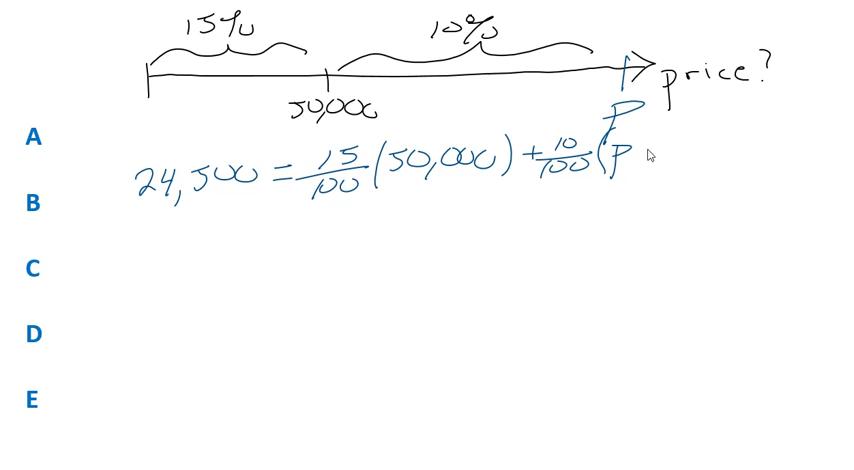 15% 10%
50,000 price?
P
A
24,500 = 15/100 (50,000) + 10/100 (P
B
C
D
E